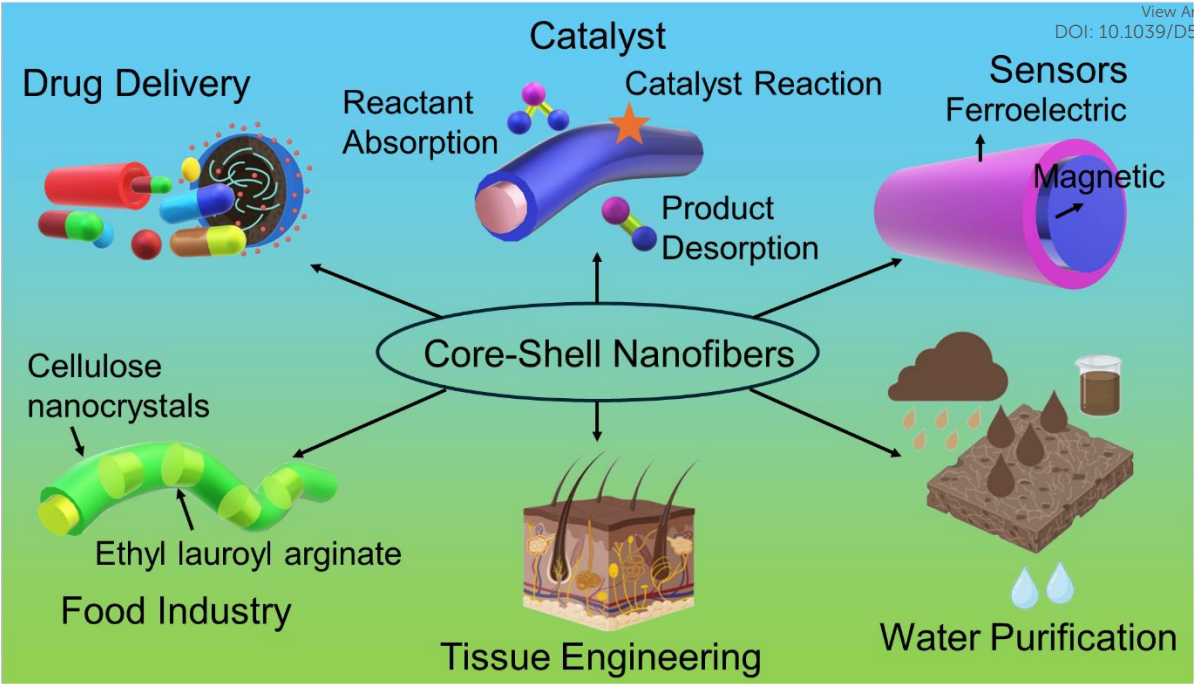 View Ar
DOI: 10.1039/D5
Catalyst
Drug Delivery
Reactant
Absorption
Catalyst Reaction
Product
Desorption
Sensors
Ferroelectric
Magnetic
Core-Shell Nanofibers
Cellulose
nanocrystals
Ethyl lauroyl arginate
Food Industry
Tissue Engineering
Water Purification